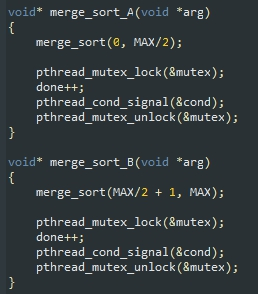 void* merge_sort_A(void *arg)
{
    merge_sort(0, MAX/2);

    pthread_mutex_lock(&mutex);
    done++;
    pthread_cond_signal(&cond);
    pthread_mutex_unlock(&mutex);
}

void* merge_sort_B(void *arg)
{
    merge_sort(MAX/2 + 1, MAX);

    pthread_mutex_lock(&mutex);
    done++;
    pthread_cond_signal(&cond);
    pthread_mutex_unlock(&mutex);
}